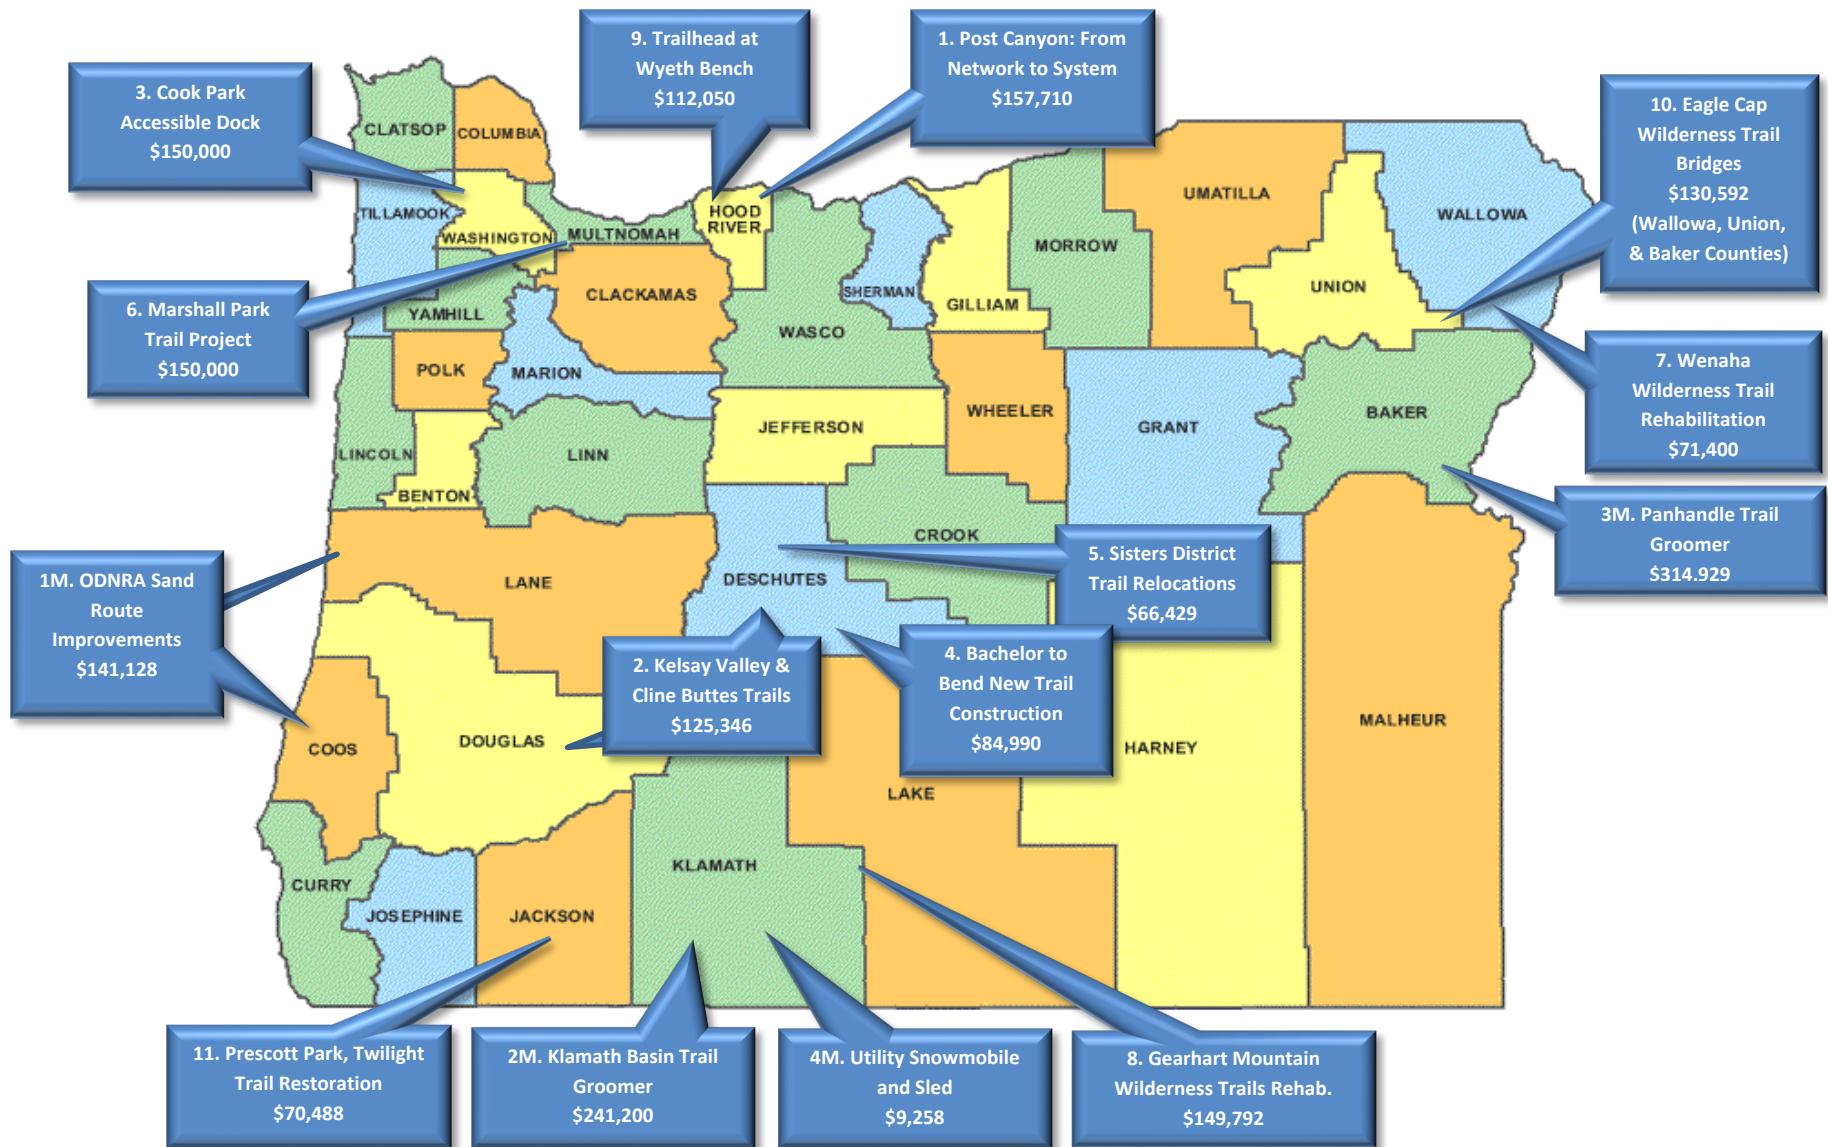 9. Trailhead at
Wyeth Bench
$112,050
1. Post Canyon: From
Network to System
$157,710
3. Cook Park
Accessible Dock
$150,000
10. Eagle Cap
Wilderness Trail
Bridges
$130,592
(Wallowa, Union,
& Baker Counties)
6. Marshall Park
Trail Project
$150,000
7. Wenaha
Wilderness Trail
Rehabilitation
$71,400
3M. Panhandle Trail
Groomer
$314.929
1M. ODNRA Sand
Route
Improvements
$141,128
5. Sisters District
Trail Relocations
$66,429
2. Kelsay Valley &
Cline Buttes Trails
$125,346
4. Bachelor to
Bend New Trail
Construction
$84,990
11. Prescott Park, Twilight
Trail Restoration
$70,488
2M. Klamath Basin Trail
Groomer
$241,200
4M. Utility Snowmobile
and Sled
$9,258
8. Gearhart Mountain
Wilderness Trails Rehab.
$149,792
CLATSOP
COLUMBIA
TILLAMOOK
WASHINGTON
MULTNOMAH
HOOD
RIVER
YAMHILL
CLACKAMAS
WASCO
SHERMAN
GILLIAM
MORROW
UMATILLA
UNION
WALLOWA
POLK
MARION
LINCOLN
BENTON
LINN
JEFFERSON
WHEELER
GRANT
BAKER
LANE
DESCHUTES
CROOK
COOS
DOUGLAS
LAKE
HARNEY
MALHEUR
CURRY
JOSEPHINE
JACKSON
KLAMATH